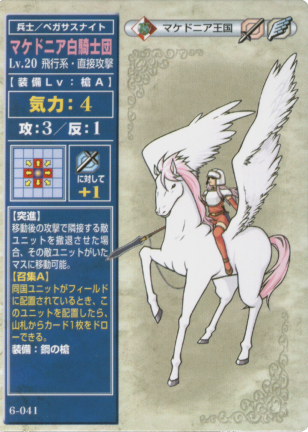 兵士／ペガサスナイト
マケドニア白騎士団
Lv.20 飛行系・直接攻撃
【装備Lv：槍A】
気力：4
攻：3／反：1
に対して
+1
【突進】
移動後の攻撃で隣接する敵
ユニットを撤退させた場
合、その敵ユニットがいた
マスに移動可能。
【召集A】
同国ユニットがフィールド
に配置されているとき、こ
のユニットを配置したら、
山札からカード1枚をドロ
ーできる。
装備：鋼の槍
6-041
マケドニア王国